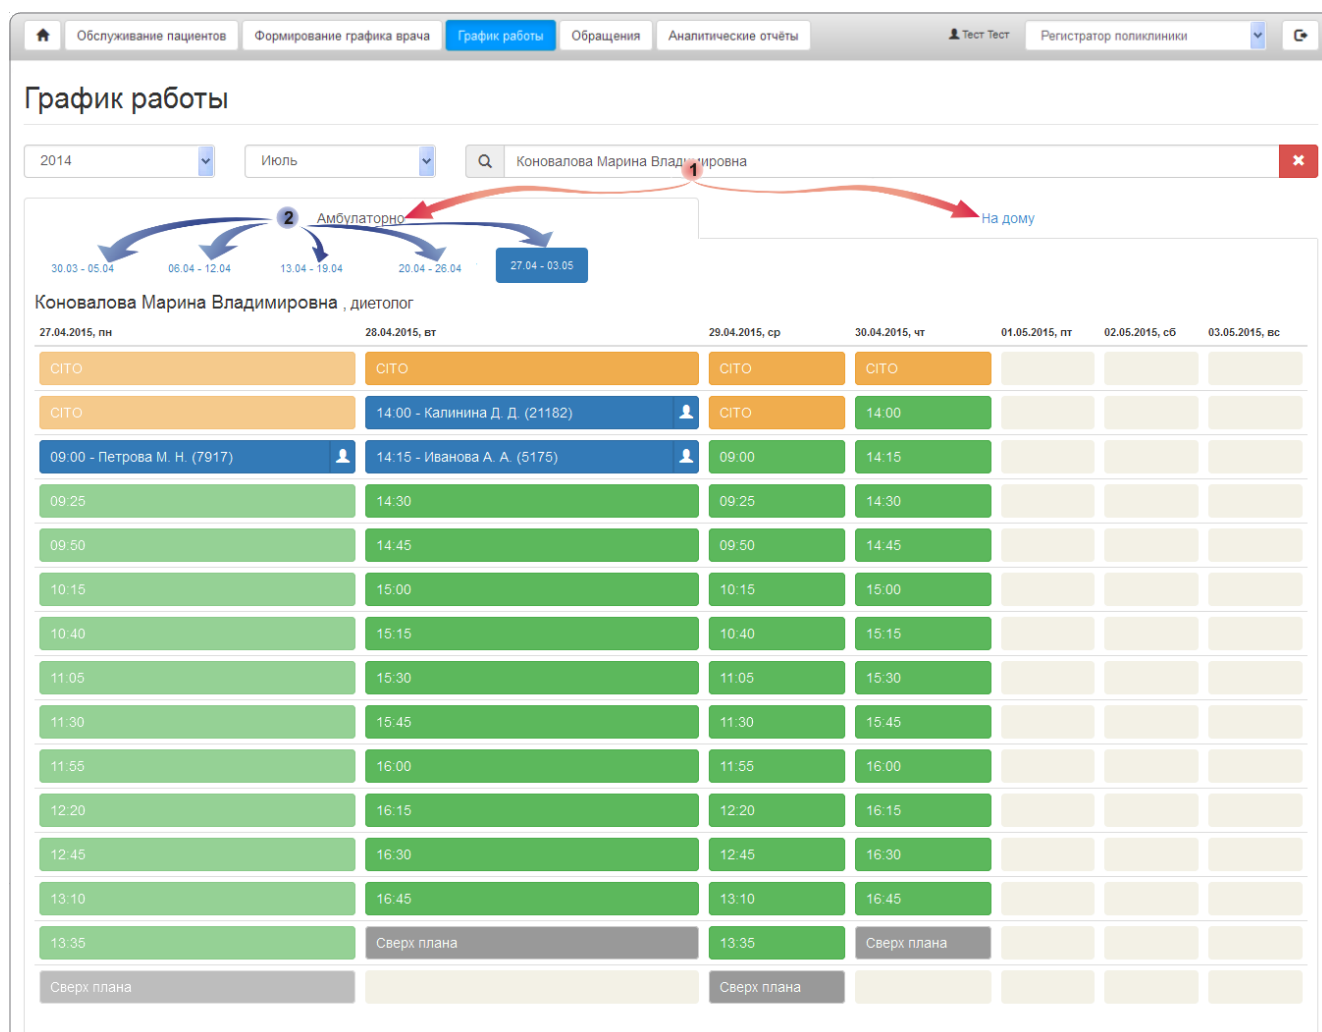 Обслуживание пациентов Формирование графика врача График работы Обращения Аналитические отчёты Тест Тест Регистратор поликлиники
График работы
2014 Июль Коновалова Марина Владимировна
1
2 Амбулаторно На дому
30.03 - 05.04 06.04 - 12.04 13.04 - 19.04 20.04 - 26.04 27.04 - 03.05
Коновалова Марина Владимировна , диетолог
27.04.2015, пн 28.04.2015, вт 29.04.2015, ср 30.04.2015, чт 01.05.2015, пт 02.05.2015, сб 03.05.2015, вс
CITO CITO CITO CITO
CITO 14:00 - Калинина Д. Д. (21182) CITO 14:00
09:00 - Петрова М. Н. (7917) 14:15 - Иванова А. А. (5175) 09:00 14:15
09:25 14:30 09:25 14:30
09:50 14:45 09:50 14:45
10:15 15:00 10:15 15:00
10:40 15:15 10:40 15:15
11:05 15:30 11:05 15:30
11:30 15:45 11:30 15:45
11:55 16:00 11:55 16:00
12:20 16:15 12:20 16:15
12:45 16:30 12:45 16:30
13:10 16:45 13:10 16:45
13:35 Сверх плана 13:35 Сверх плана
Сверх плана Сверх плана